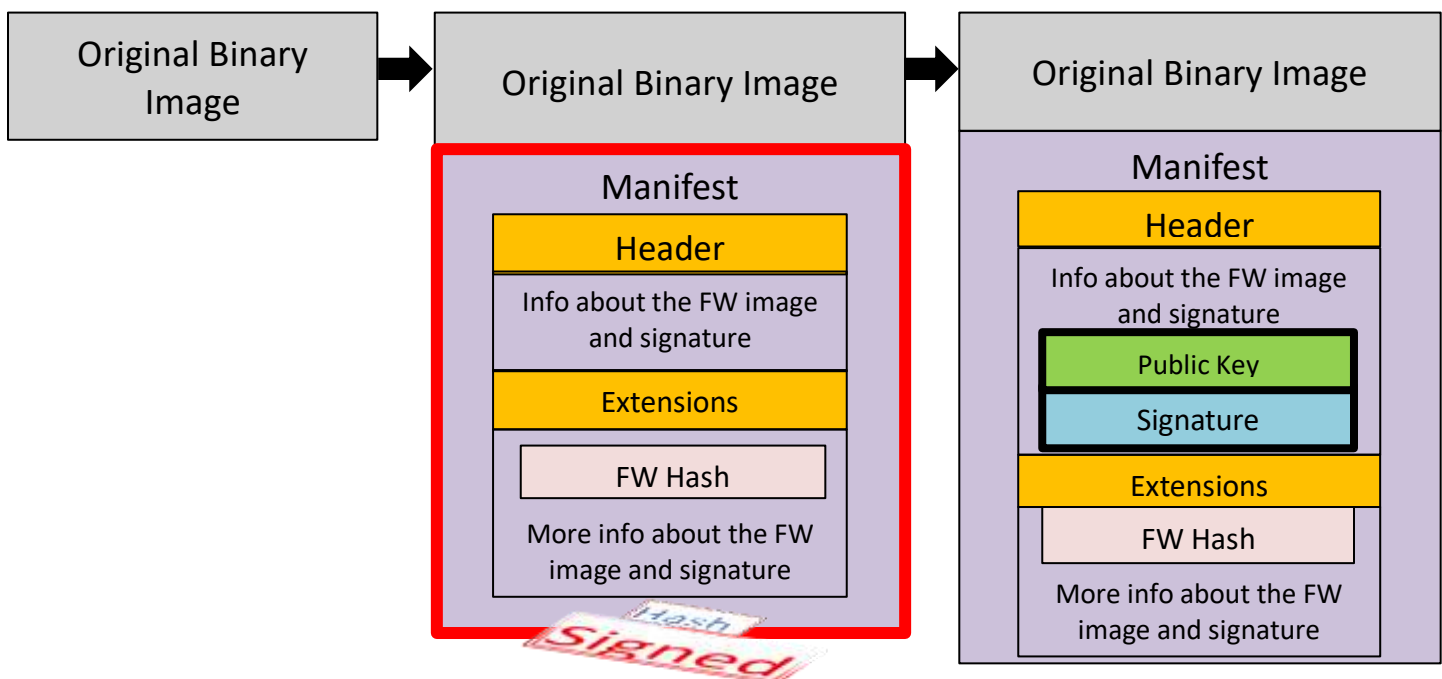 Original Binary
Image
Original Binary Image
Manifest
Header
Info about the FW image
and signature
Extensions
FW Hash
More info about the FW
image and signature
Hash
Signed
Original Binary Image
Manifest
Header
Info about the FW image
and signature
Public Key
Signature
Extensions
FW Hash
More info about the FW
image and signature